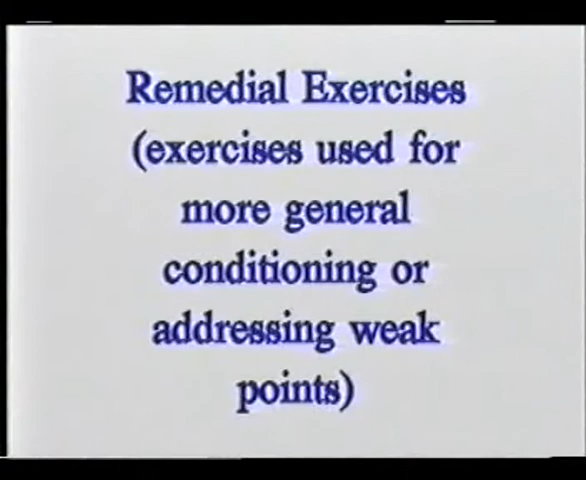 Remedial Exercises
(exercises used for
more general
conditioning or
addressing weak
points)